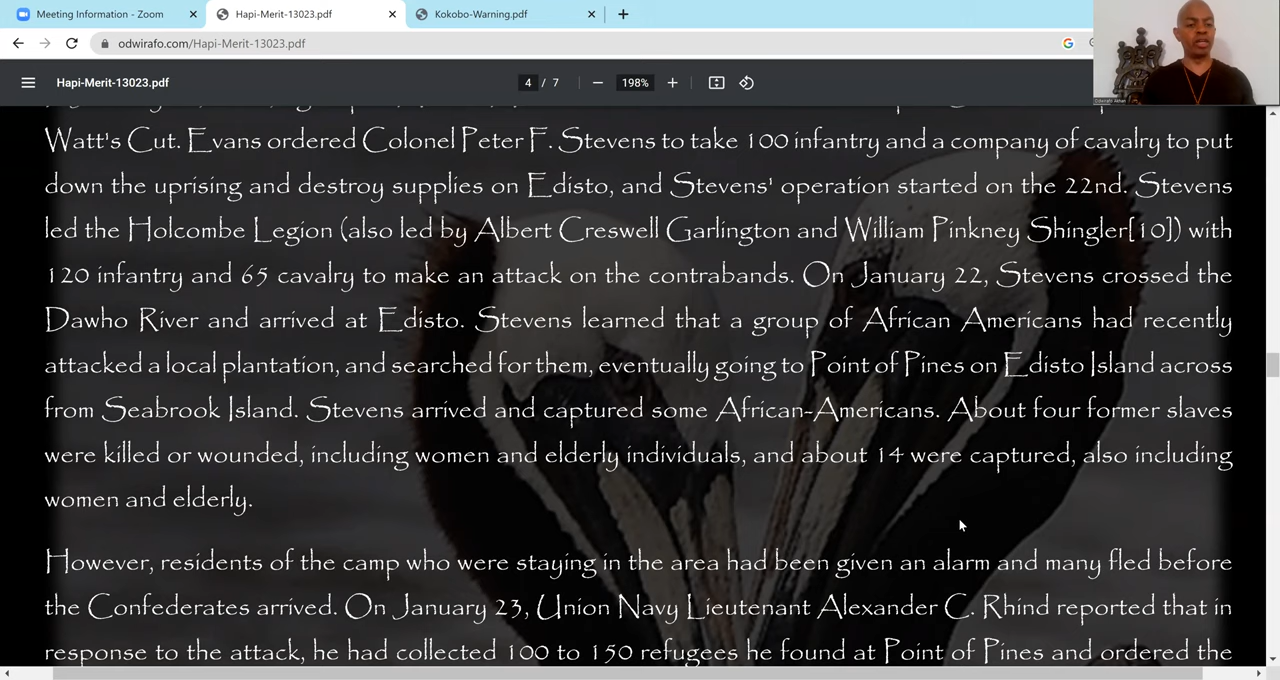 Meeting Information - Zoom
Hapi-Merit-13023.pdf
Kokobo-Warning.pdf
odwirafo.com/Hapi-Merit-13023.pdf
Hapi-Merit-13023.pdf
4 / 7
198%
Watt's Cut. Evans ordered Colonel Peter F. Stevens to take 100 infantry and a company of cavalry to put
down the uprising and destroy supplies on Edisto, and Stevens' operation started on the 22nd. Stevens
led the Holcombe Legion (also led by Albert Creswell Garlington and William Pinkney Shingler[10]) with
120 infantry and 65 cavalry to make an attack on the contrabands. On January 22, Stevens crossed the
Dawho River and arrived at Edisto. Stevens learned that a group of African Americans had recently
attacked a local plantation, and searched for them, eventually going to Point of Pines on Edisto Island across
from Seabrook Island. Stevens arrived and captured some African-Americans. About four former slaves
were killed or wounded, including women and elderly individuals, and about 14 were captured, also including
women and elderly.
However, residents of the camp who were staying in the area had been given an alarm and many fled before
the Confederates arrived. On January 23, Union Navy Lieutenant Alexander C. Rhind reported that in
response to the attack, he had collected 100 to 150 refugees he found at Point of Pines and ordered the